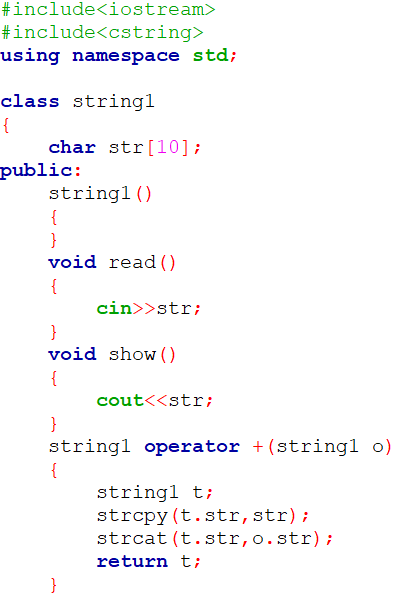 #include<iostream>
#include<cstring>
using namespace std;
class string1
{
char str[10];
public:
string1()
{
}
void read()
{
cin>>str;
}
void show()
{
cout<<str;
}
string1 operator +(string1 o)
{
string1 t;
strcpy(t.str,str);
strcat(t.str,o.str);
return t;
}